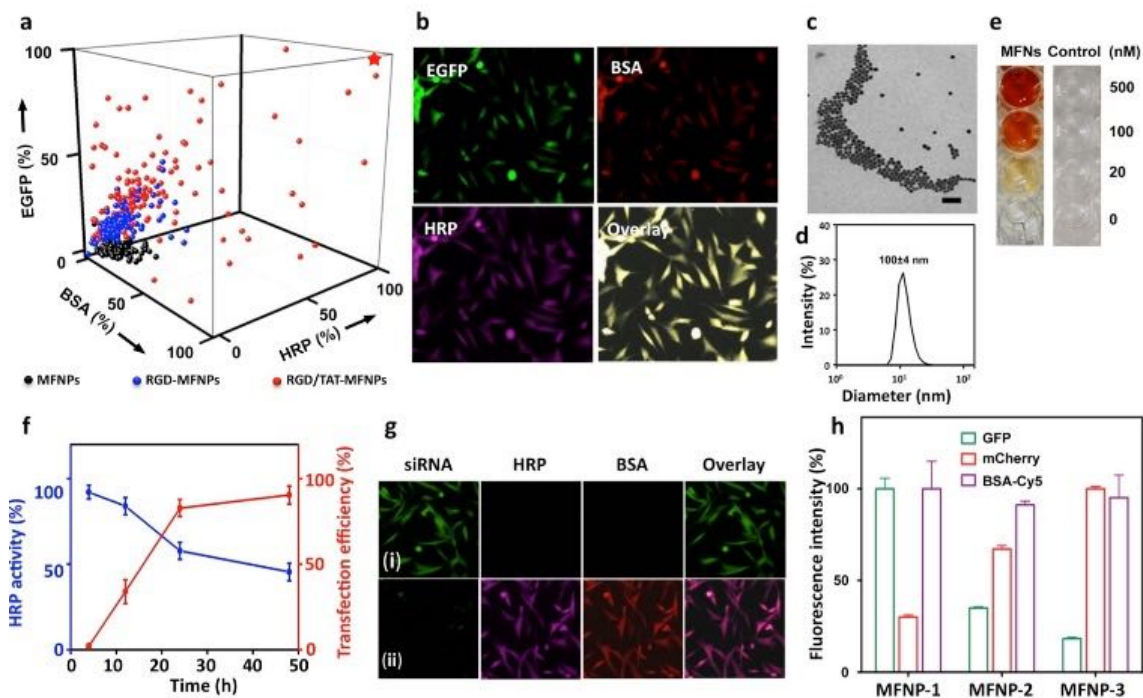 a
100
50
0
EGFP (%)
0
50
100
BSA (%)
0
50
100
HRP (%)
MFNPs
RGD-MFNPs
RGD/TAT-MFNPs
b
EGFP
BSA
HRP
Overlay
c
d
100±4 nm
40
20
0
Intensity (%)
Diameter (nm)
e
MFNs Control (nM)
500
100
20
0
f
HRP activity (%)
100
50
0
Transfection efficiency (%)
100
50
0
0 10 20 30 40 50
Time (h)
g
siRNA HRP BSA Overlay
(i)
(ii)
h
GFP
mCherry
BSA-Cy5
Fluorescence intensity (%)
100
50
0
MFNP-1 MFNP-2 MFNP-3